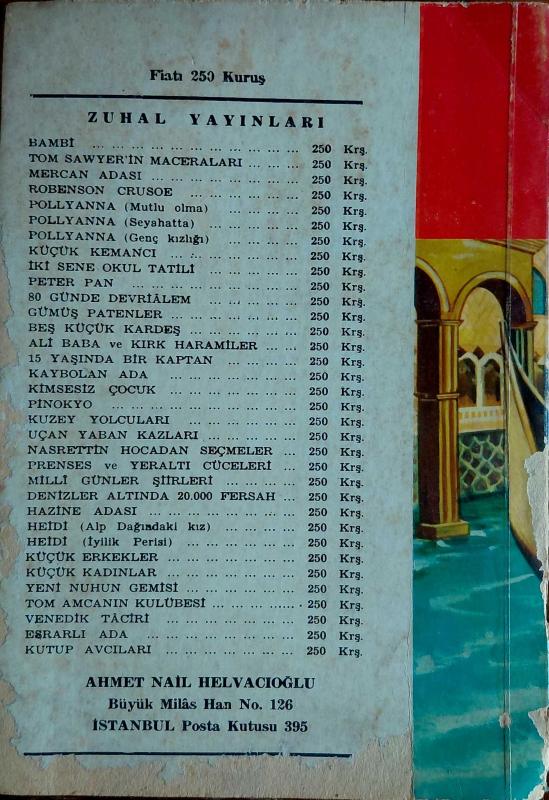 Fiatı 250 Kuruş
ZUHAL YAYINLARI
BAMBİ ... ... ... ... ... ... ... ... ... ... 250 Krş.
TOM SAWYER'İN MACERALARI ... ... ... 250 Krş.
MERCAN ADASI ... ... ... ... ... ... ... ... 250 Krş.
ROBENSON CRUSOE ... ... ... ... ... ... 250 Krş.
POLLYANNA (Mutlu olma) ... ... ... ... 250 Krş.
POLLYANNA (Seyahatta) ... ... ... ... ... 250 Krş.
POLLYANNA (Genç kızlığı) ... ... ... ... 250 Krş.
KÜÇÜK KEMANCI ... ... ... ... ... ... ... 250 Krş.
İKİ SENE OKUL TATİLİ ... ... ... ... ... 250 Krş.
PETER PAN ... ... ... ... ... ... ... ... ... 250 Krş.
80 GÜNDE DEVRİÂLEM ... ... ... ... ... 250 Krş.
GÜMÜŞ PATENLER ... ... ... ... ... ... ... 250 Krş.
BEŞ KÜÇÜK KARDEŞ ... ... ... ... ... ... 250 Krş.
ALİ BABA ve KIRK HARAMİLER ... ... ... 250 Krş.
15 YAŞINDA BİR KAPTAN ... ... ... ... ... 250 Krş.
KAYBOLAN ADA ... ... ... ... ... ... ... 250 Krş.
KİMSESİZ ÇOCUK ... ... ... ... ... ... ... 250 Krş.
PİNOKYO ... ... ... ... ... ... ... ... ... 250 Krş.
KUZEY YOLCULARI ... ... ... ... ... ... 250 Krş.
UÇAN YABAN KAZLARI ... ... ... ... ... 250 Krş.
NASRETTİN HOCADAN SEÇMELER ... ... 250 Krş.
PRENSES ve YERALTI CÜCELERİ ... ... 250 Krş.
MİLLİ GÜNLER ŞİİRLERİ ... ... ... ... ... 250 Krş.
DENİZLER ALTINDA 20.000 FERSAH ... 250 Krş.
HAZİNE ADASI ... ... ... ... ... ... ... ... 250 Krş.
HEİDİ (Alp Dağındaki kız) ... ... ... ... 250 Krş.
HEİDİ (İyilik Perisi) ... ... ... ... ... ... 250 Krş.
KÜÇÜK ERKEKLER ... ... ... ... ... ... ... 250 Krş.
KÜÇÜK KADINLAR ... ... ... ... ... ... ... 250 Krş.
YENİ NUHUN GEMİSİ ... ... ... ... ... ... 250 Krş.
TOM AMCANIN KULÜBESİ ... ... ... ... ... 250 Krş.
VENEDİK TÂCİRİ ... ... ... ... ... ... ... 250 Krş.
ESRARLI ADA ... ... ... ... ... ... ... ... 250 Krş.
KUTUP AVCILARI ... ... ... ... ... ... ... 250 Krş.
AHMET NAİL HELVACIOĞLU
Büyük Milâs Han No. 126
İSTANBUL Posta Kutusu 395